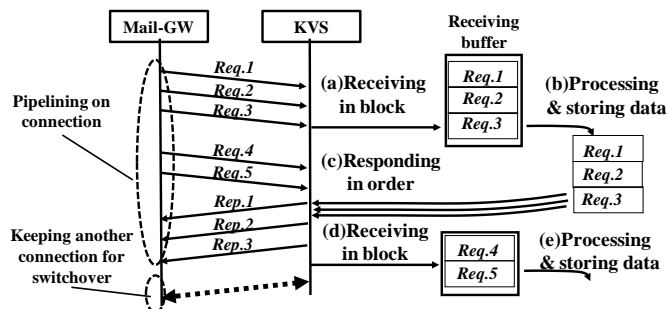 Mail-GW
KVS
Receiving
buffer
Req.1
Req.2
Req.3
(a)Receiving
in block
Req.1
Req.2
Req.3
(b)Processing
& storing data
Pipelining on
connection
Req.4
Req.5
(c)Responding
in order
Req.1
Req.2
Req.3
Rep.1
Rep.2
Rep.3
Keeping another
connection for
switchover
(d)Receiving
in block
Req.4
Req.5
(e)Processing
& storing data